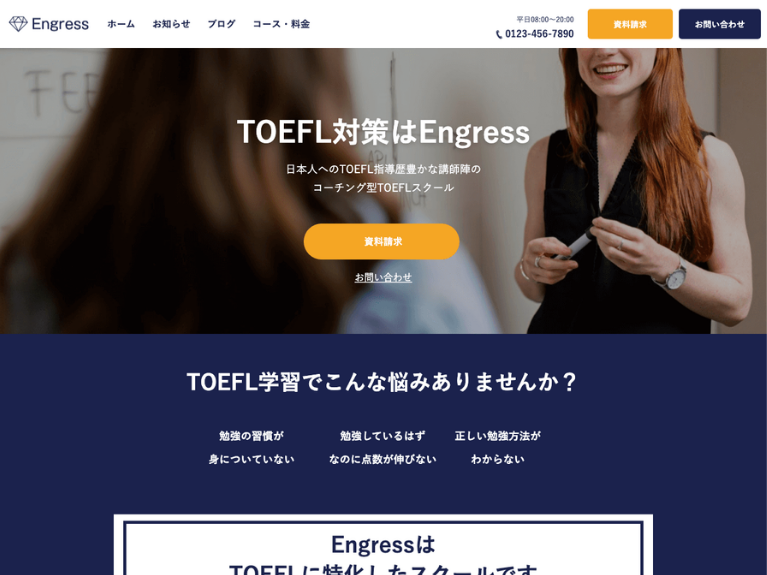 Engress
ホーム
お知らせ
ブログ
コース・料金
平日08:00〜20:00
0123-456-7890
資料請求
お問い合わせ
FEE
TOEFL対策はEngress
日本人へのTOEFL指導歴豊かな講師陣の
コーチング型TOEFLスクール
資料請求
お問い合わせ
TOEFL学習でこんな悩みありませんか？
勉強の習慣が
身についていない
勉強しているはず
なのに点数が伸びない
正しい勉強方法が
わからない
Engressは
TOEFLに特化したスクールです